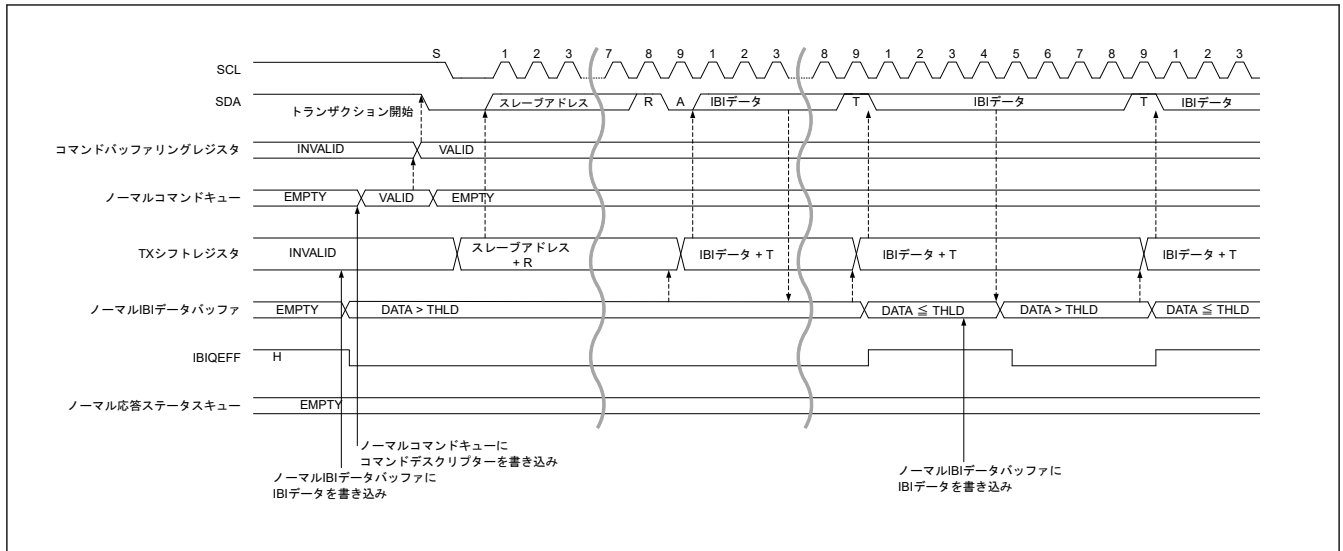 S 1 2 3 7 8 9 1 2 3 8 9 1 2 3 4 5 6 7 8 9 1 2 3
SCL
SDA スレーブアドレス R A IBIデータ T IBIデータ T IBIデータ
トランザクション開始
コマンドバッファリングレジスタ INVALID VALID
ノーマルコマンドキュー EMPTY VALID EMPTY
TXシフトレジスタ INVALID スレーブアドレス + R IBIデータ + T IBIデータ + T IBIデータ + T
ノーマルIBIデータバッファ EMPTY DATA > THLD DATA ≦ THLD DATA > THLD DATA ≦ THLD
IBIQEFF H
ノーマル応答ステータスキュー EMPTY
ノーマルコマンドキューに
コマンドデスクリプターを書き込み
ノーマルIBIデータバッファに
IBIデータを書き込み
ノーマルIBIデータバッファに
IBIデータを書き込み